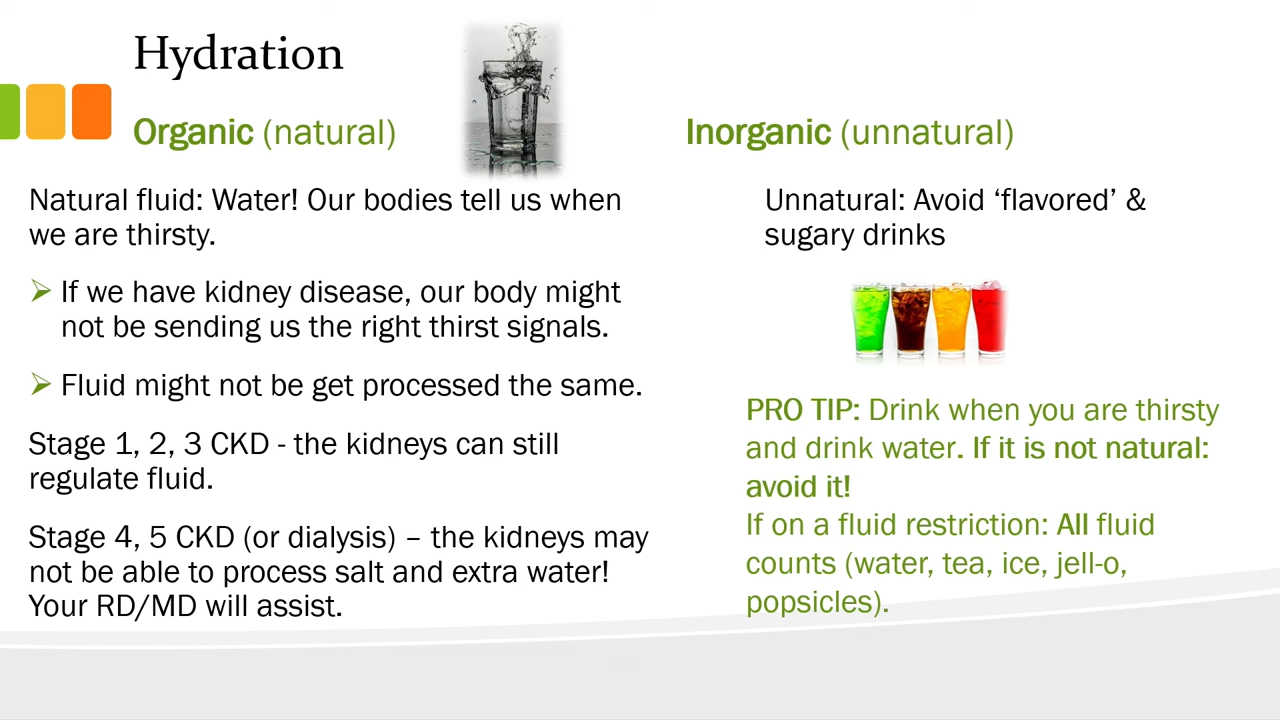 Hydration
Organic (natural)
Natural fluid: Water! Our bodies tell us when
we are thirsty.
➢ If we have kidney disease, our body might
not be sending us the right thirst signals.
➢ Fluid might not be get processed the same.
Stage 1, 2, 3 CKD - the kidneys can still
regulate fluid.
Stage 4, 5 CKD (or dialysis) – the kidneys may
not be able to process salt and extra water!
Your RD/MD will assist.
Inorganic (unnatural)
Unnatural: Avoid ‘flavored’ &
sugary drinks
PRO TIP: Drink when you are thirsty
and drink water. If it is not natural:
avoid it!
If on a fluid restriction: All fluid
counts (water, tea, ice, jell-o,
popsicles).